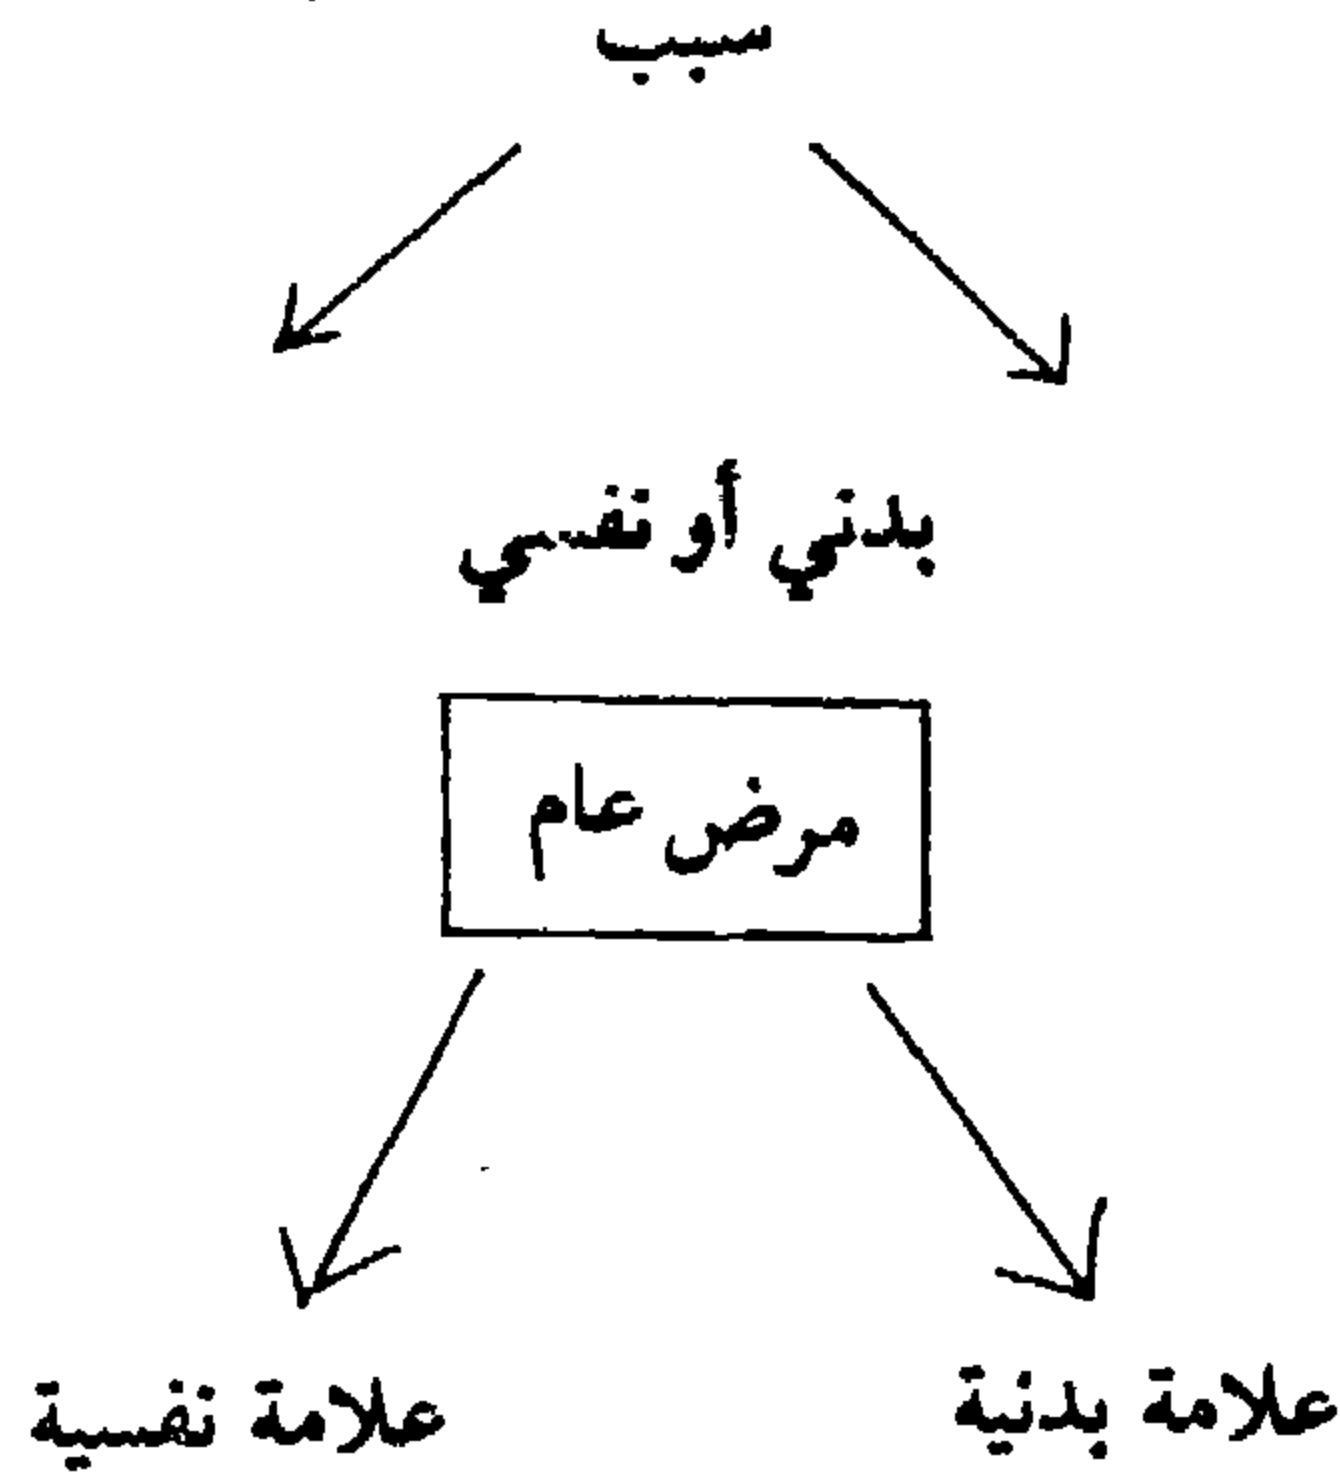 سبب
بدني أو نفسي
مرض عام
علامة بدنية
علامة نفسية